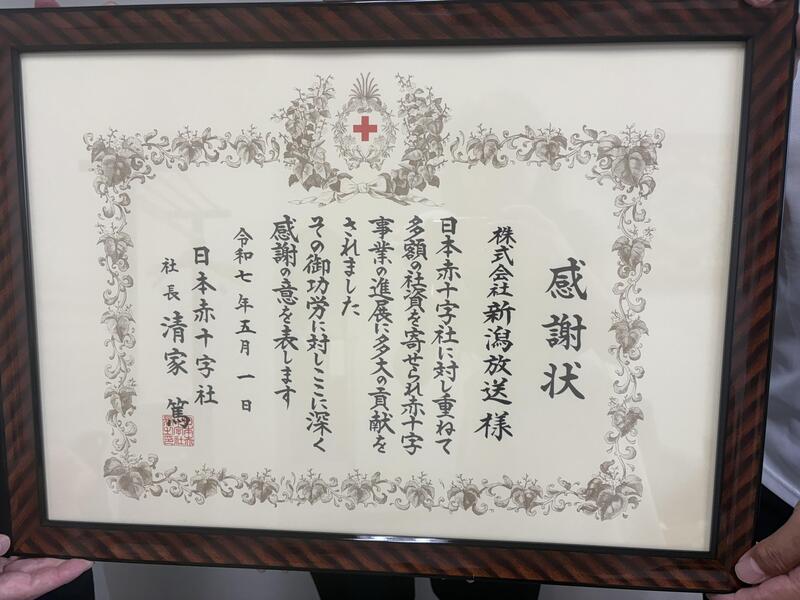 感謝状
株式会社新潟放送様
日本赤十字社に対し重ねて
多額の社資を寄せられ赤十字
事業の進展に多大の貢献を
されました
その御功労に対しここに深く
感謝の意を表します
令和七年五月一日
日本赤十字社
社長 清家 篤